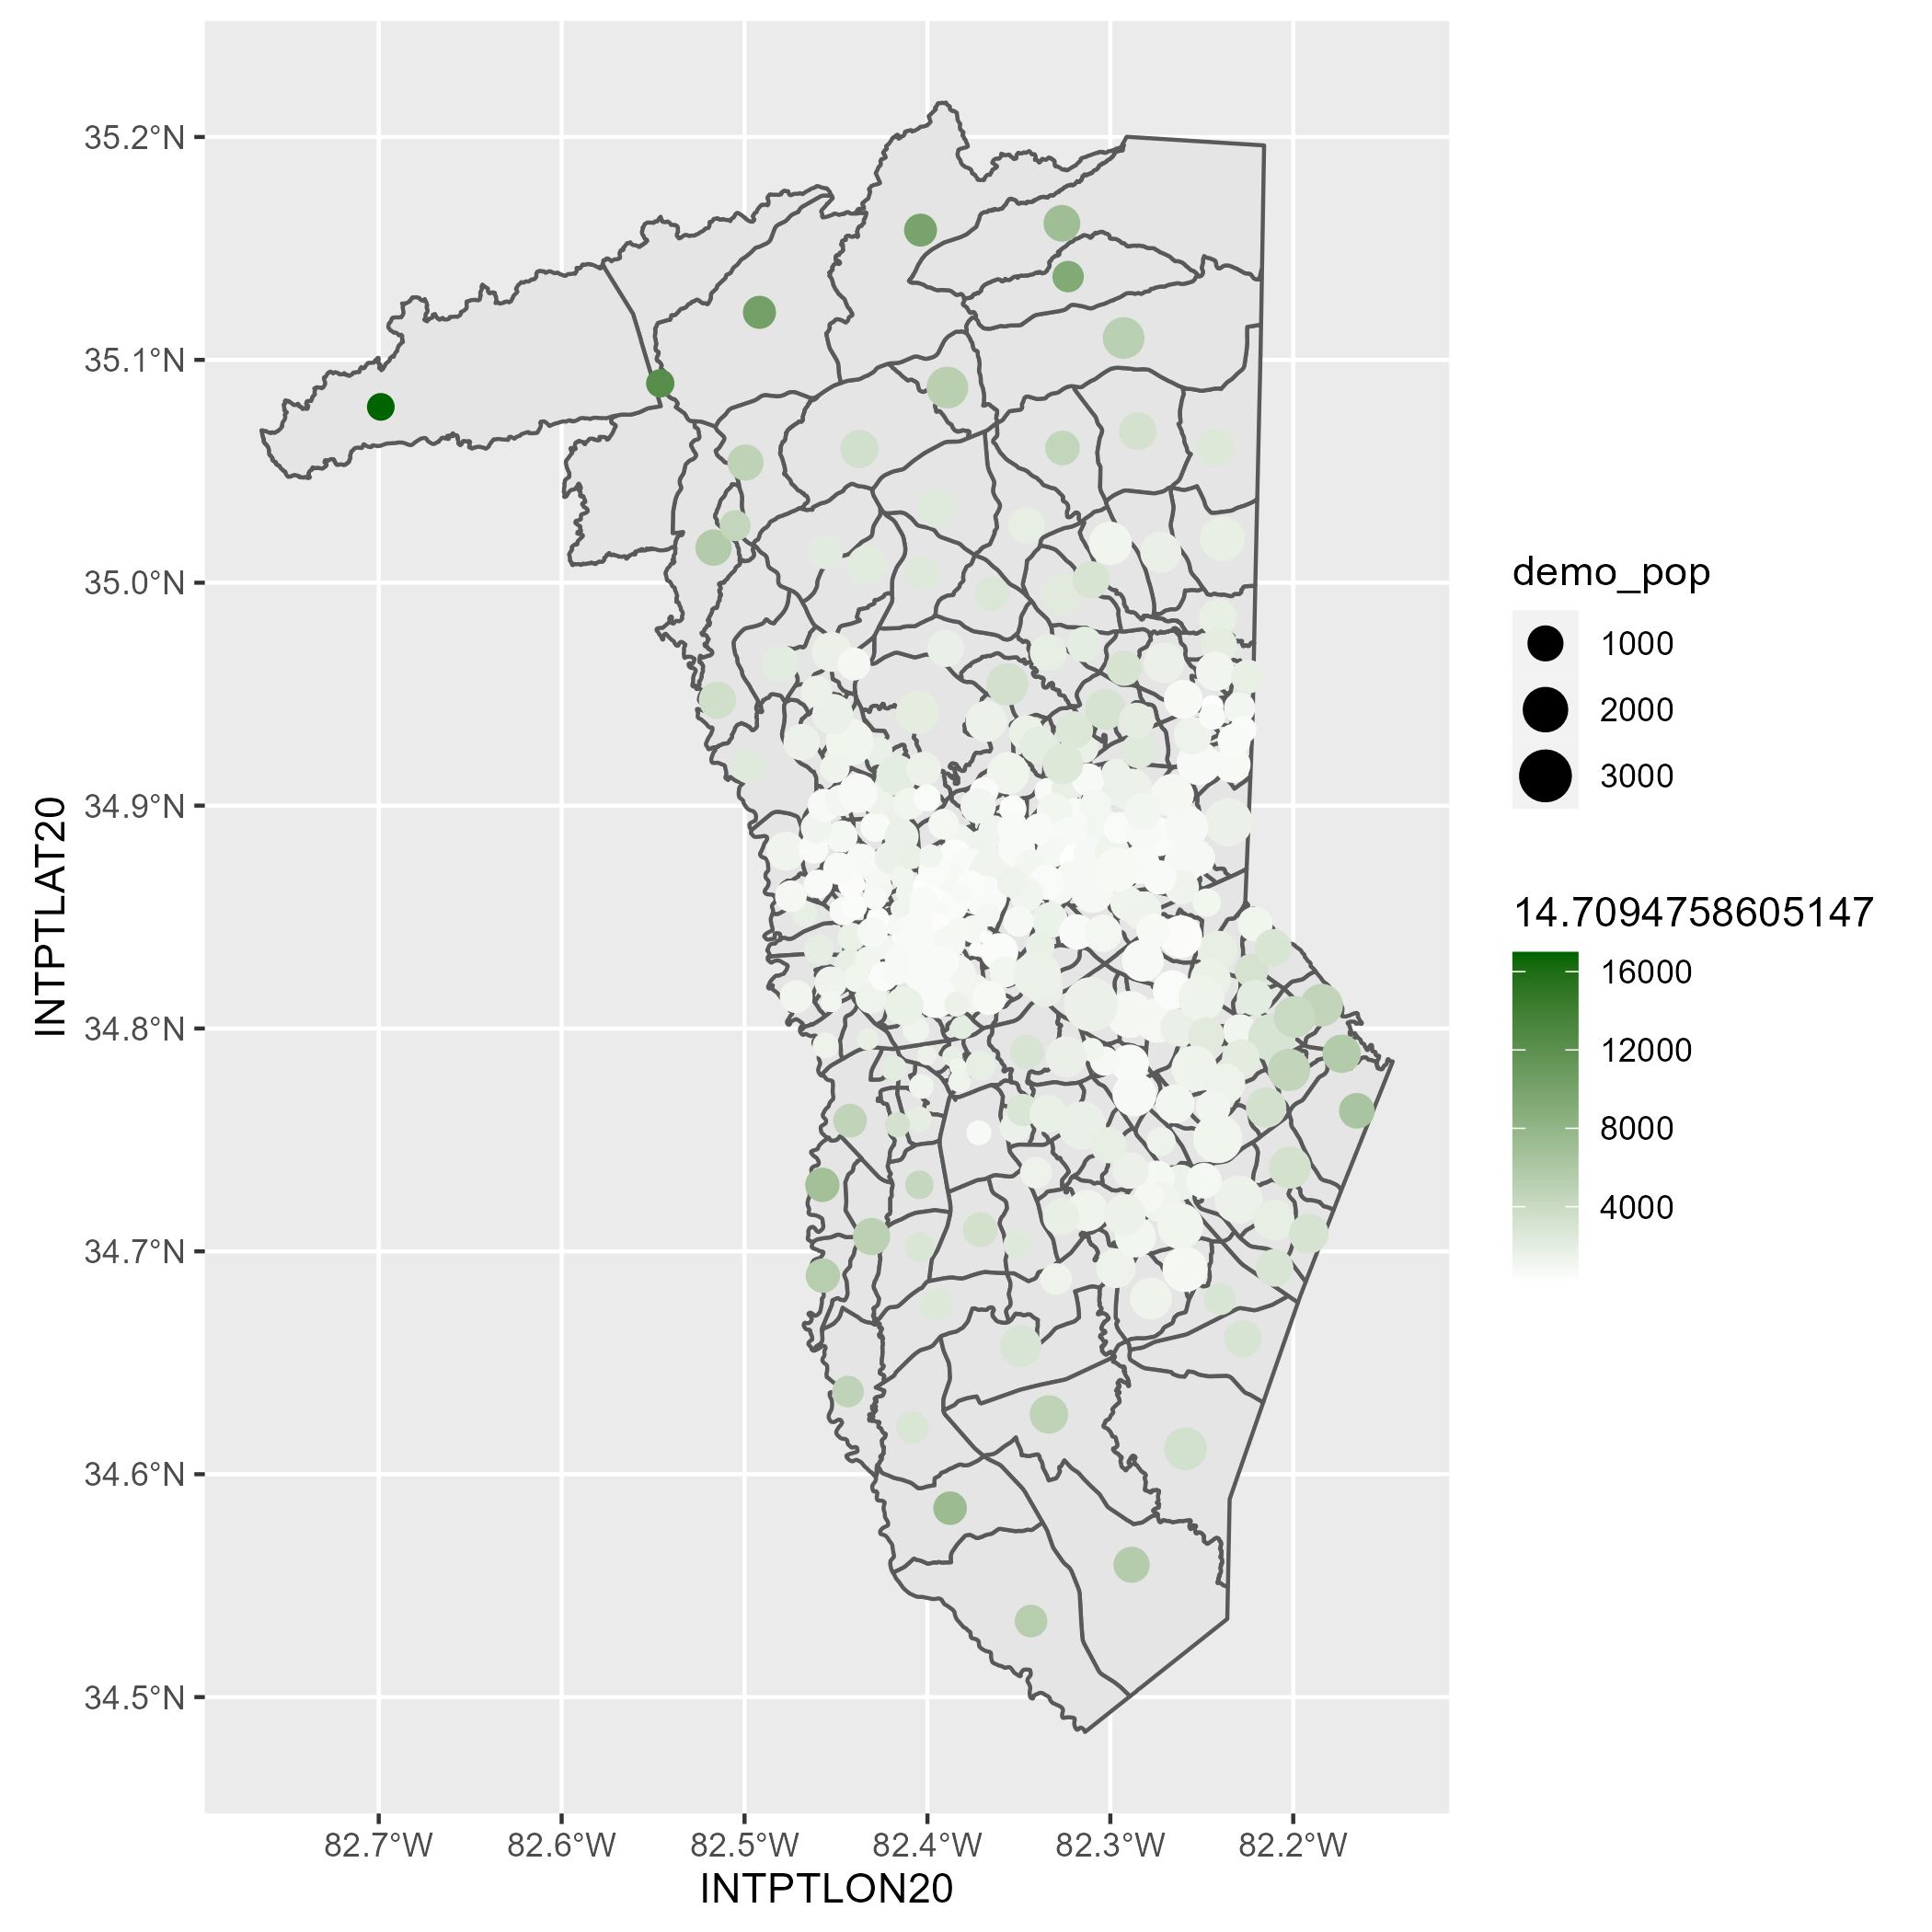 35.2°N
35.1°N
35.0°N
34.9°N
34.8°N
34.7°N
34.6°N
34.5°N
INTPTLAT20
82.7°W 82.6°W 82.5°W 82.4°W 82.3°W 82.2°W
INTPTLON20
demo_pop
1000
2000
3000
14.7094758605147
16000
12000
8000
4000